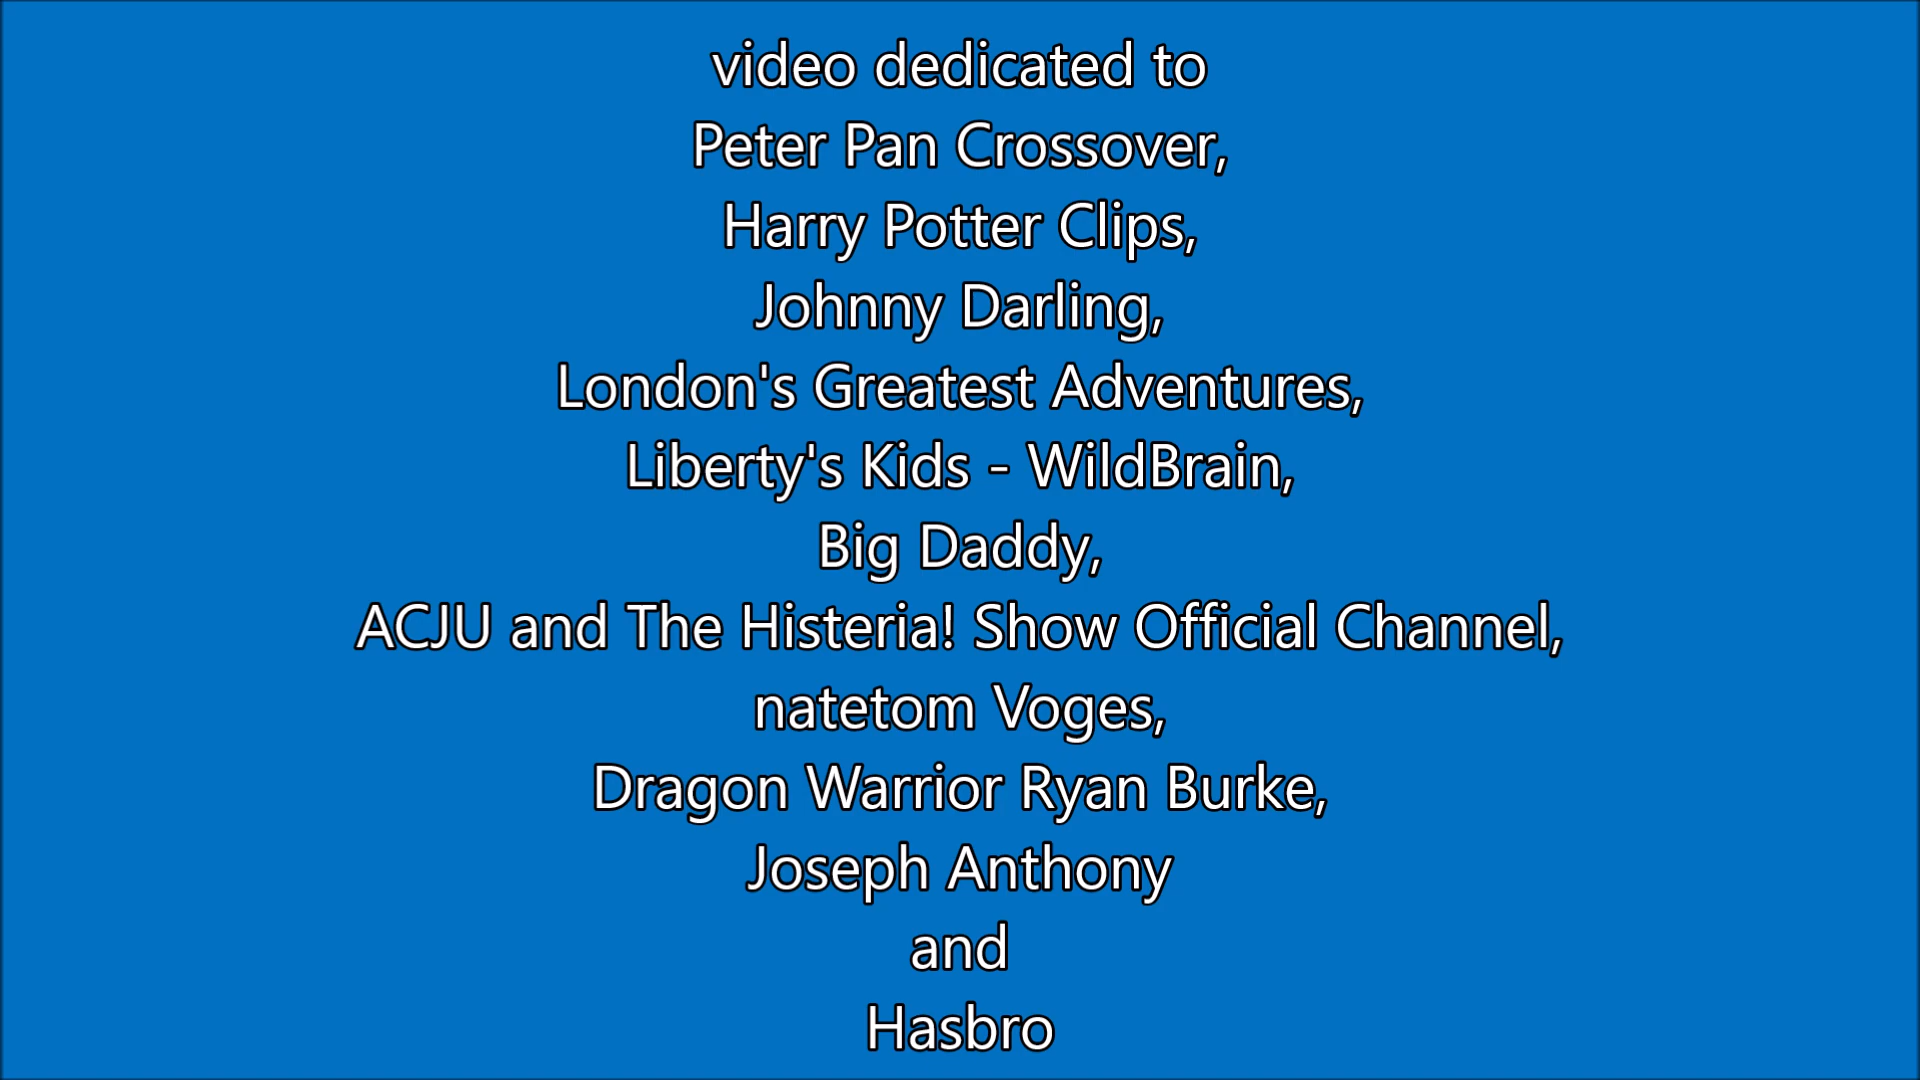 video dedicated to
Peter Pan Crossover,
Harry Potter Clips,
Johnny Darling,
London's Greatest Adventures,
Liberty's Kids - WildBrain,
Big Daddy,
ACJU and The Histeria! Show Official Channel,
natetom Voges,
Dragon Warrior Ryan Burke,
Joseph Anthony
and
Hasbro